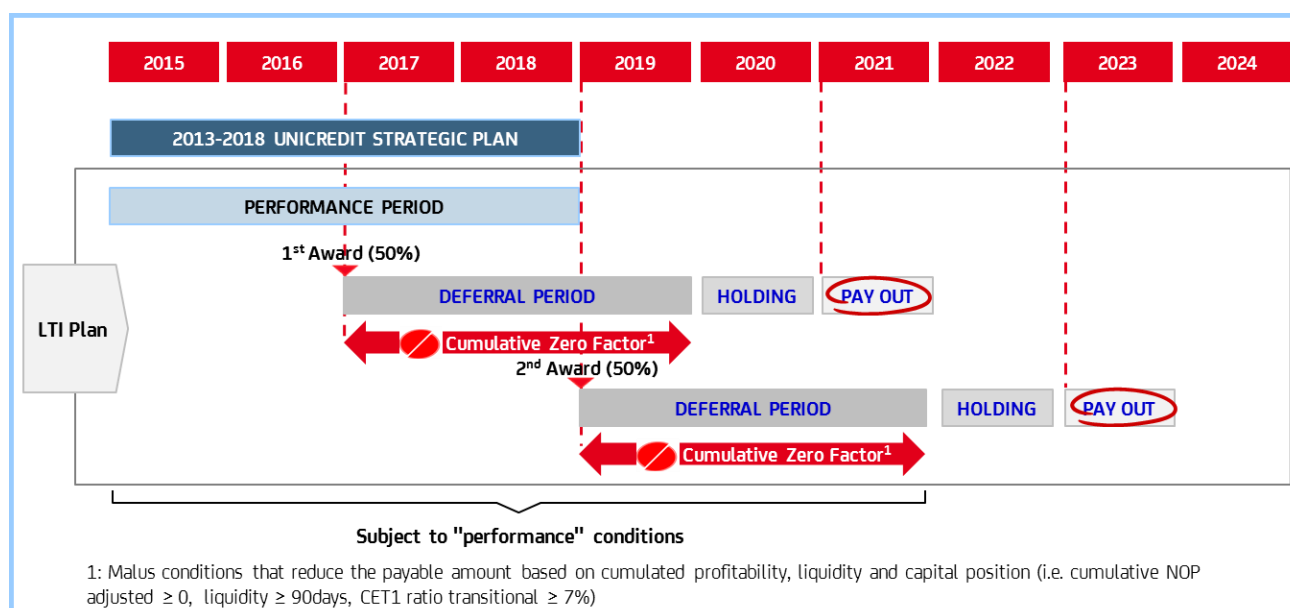 2015 2016 2017 2018 2019 2020 2021 2022 2023 2024
2013-2018 UNICREDIT STRATEGIC PLAN
PERFORMANCE PERIOD
1st Award (50%)
DEFERRAL PERIOD HOLDING PAY OUT
LTI Plan
Cumulative Zero Factor1
2nd Award (50%)
DEFERRAL PERIOD HOLDING PAY OUT
Cumulative Zero Factor1
Subject to "performance" conditions
1: Malus conditions that reduce the payable amount based on cumulated profitability, liquidity and capital position (i.e. cumulative NOP
adjusted ≥ 0, liquidity ≥ 90days, CET1 ratio transitional ≥ 7%)